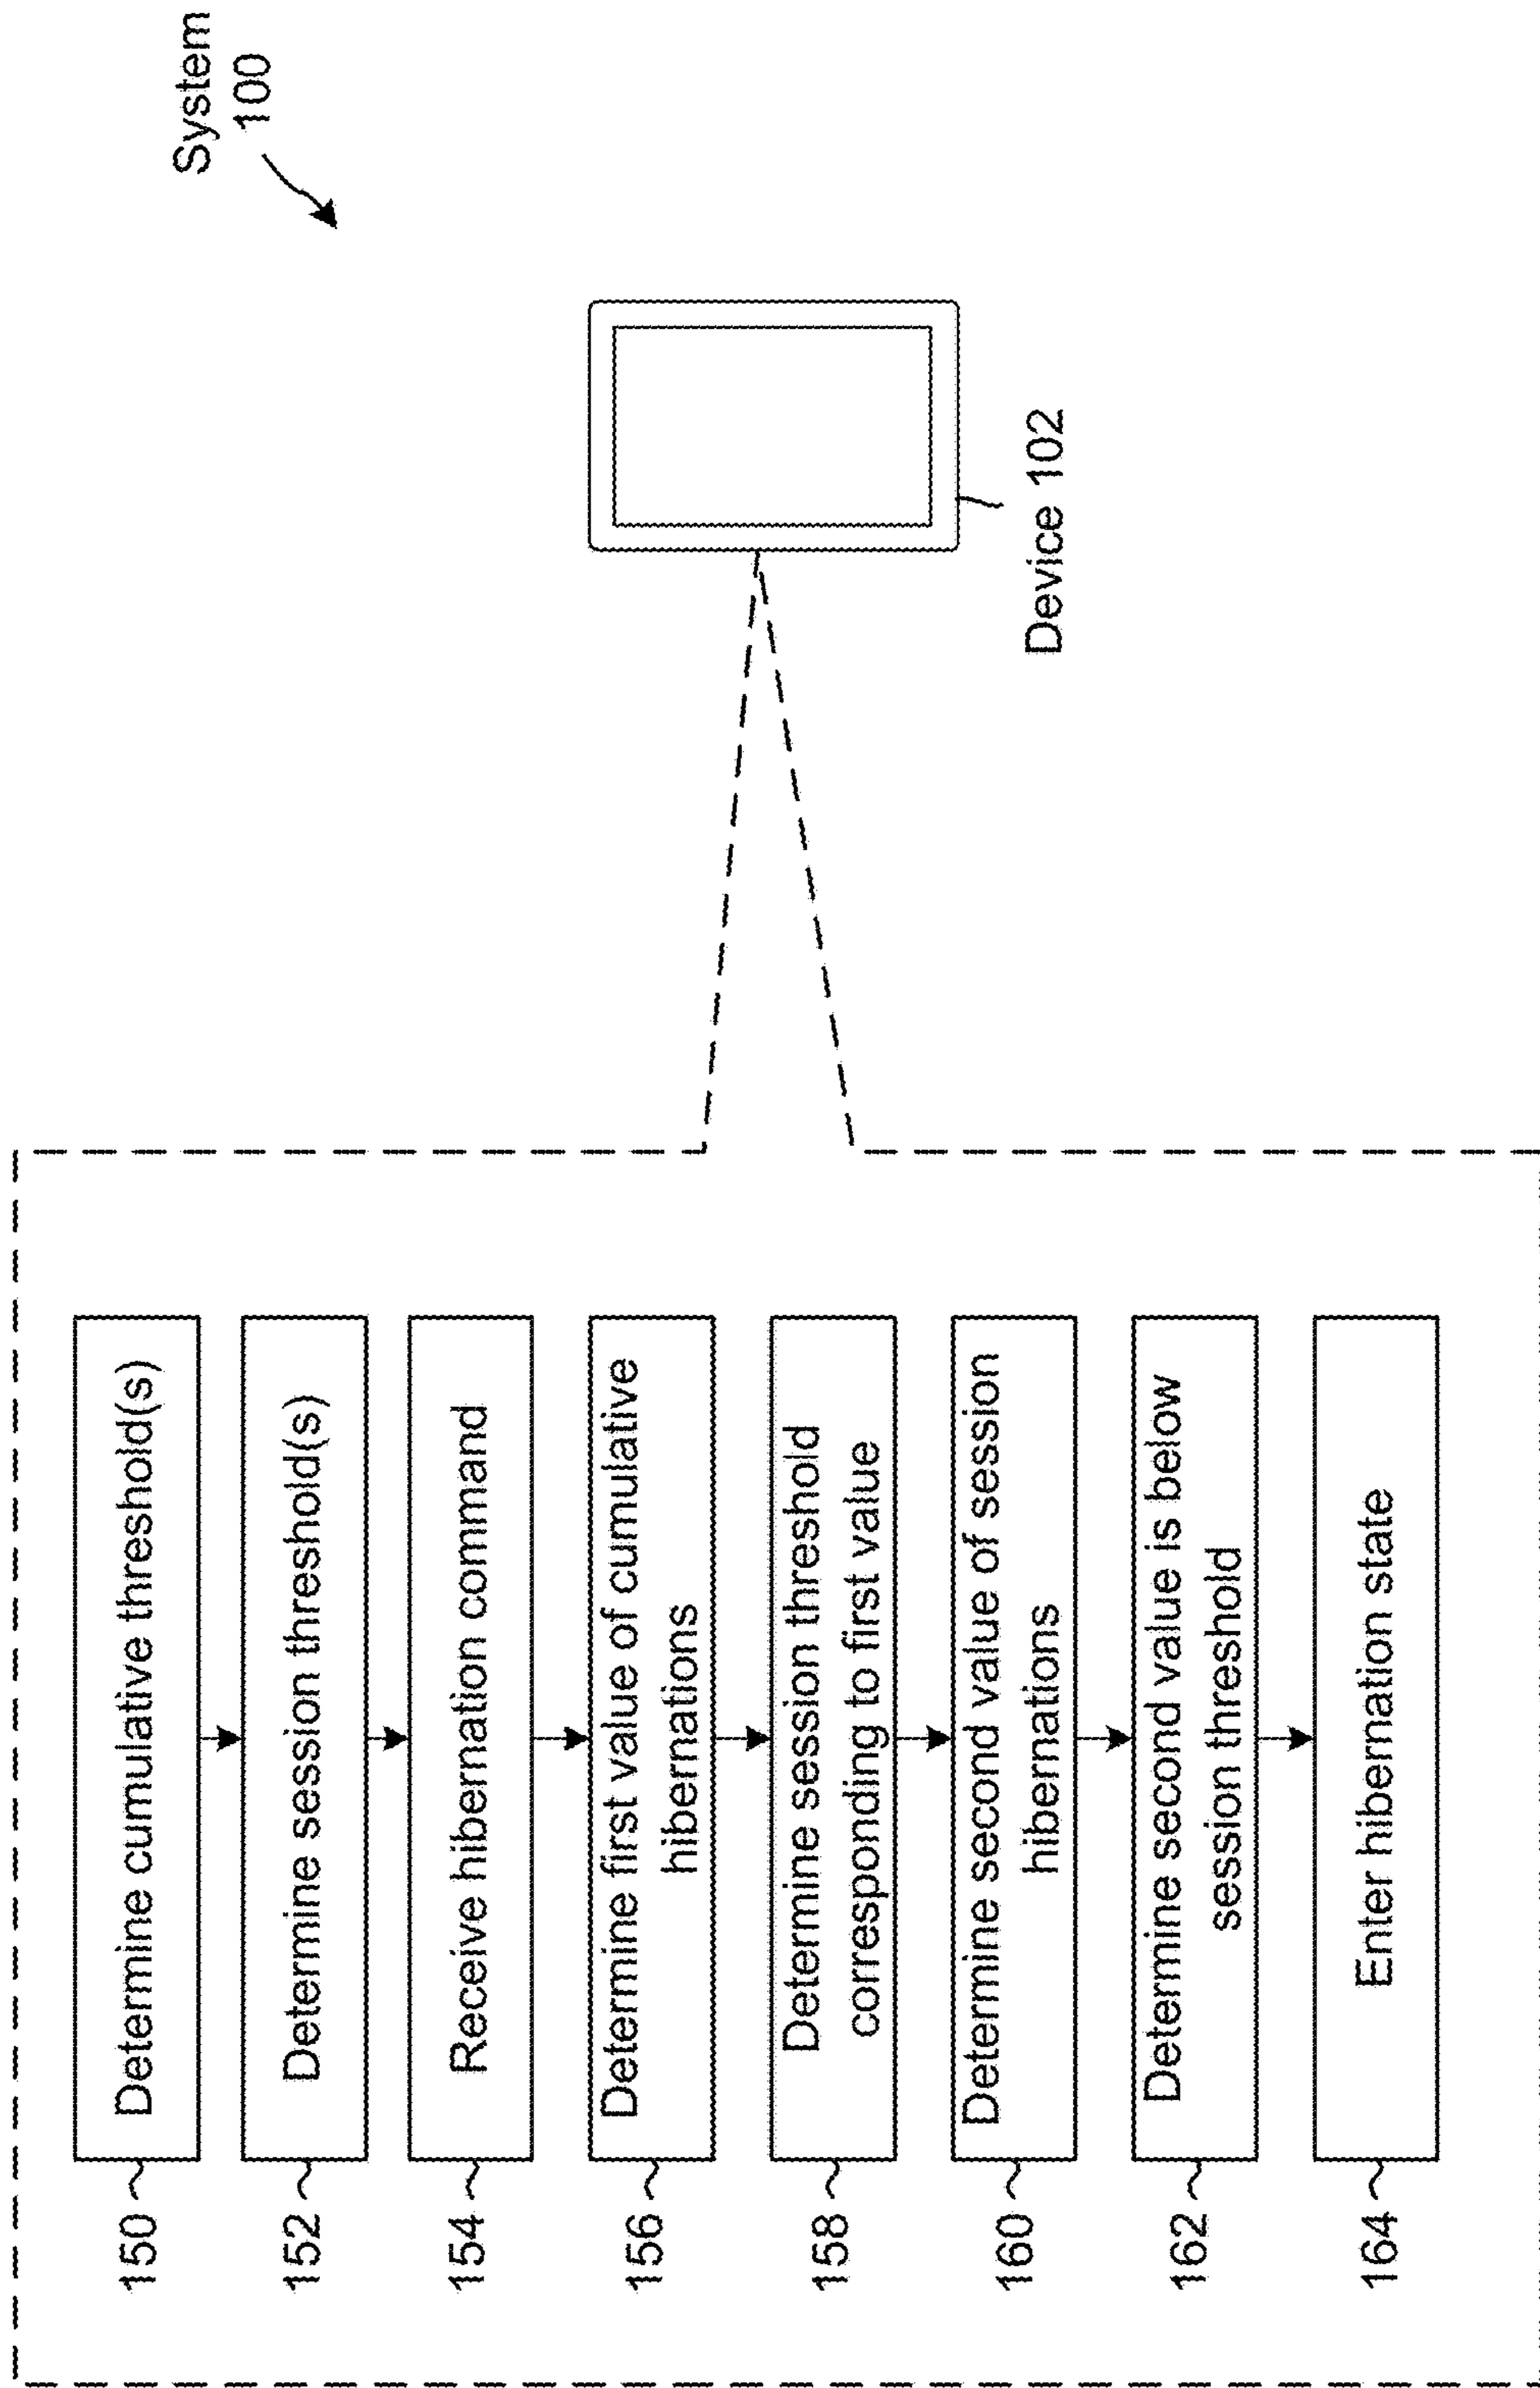 System
100
Device 102
150
Determine cumulative threshold(s)
152
Determine session threshold(s)
154
Receive hibernation command
156
Determine first value of cumulative
hibernations
158
Determine session threshold
corresponding to first value
160
Determine second value of session
hibernations
162
Determine second value is below
session threshold
164
Enter hibernation state